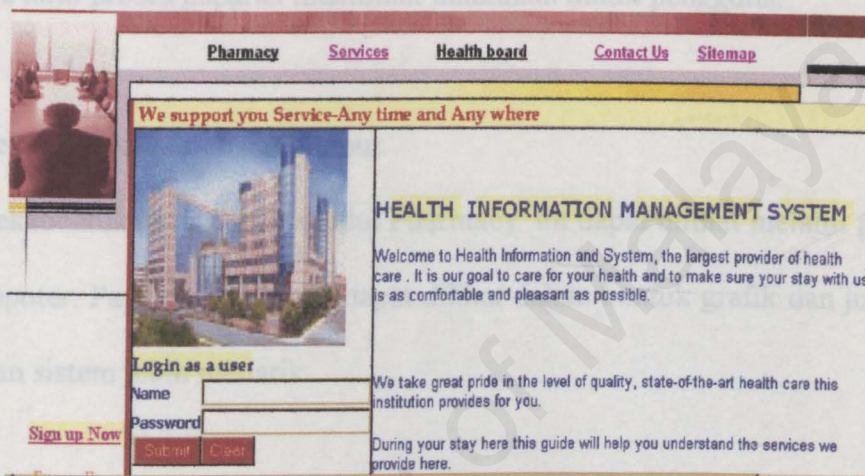 Pharmacy Services Health board Contact Us Sitemap
We support you Service-Any time and Any where
HEALTH INFORMATION MANAGEMENT SYSTEM
Welcome to Health Information and System, the largest provider of health
care . It is our goal to care for your health and to make sure your stay with us
is as comfortable and pleasant as possible.
Login as a user
Name
We take great pride in the level of quality, state-of-the-art health care this
institution provides for you.
Password
Sign up Now
Submit Clear
During your stay here this guide will help you understand the services we
provide here.
of Malaya